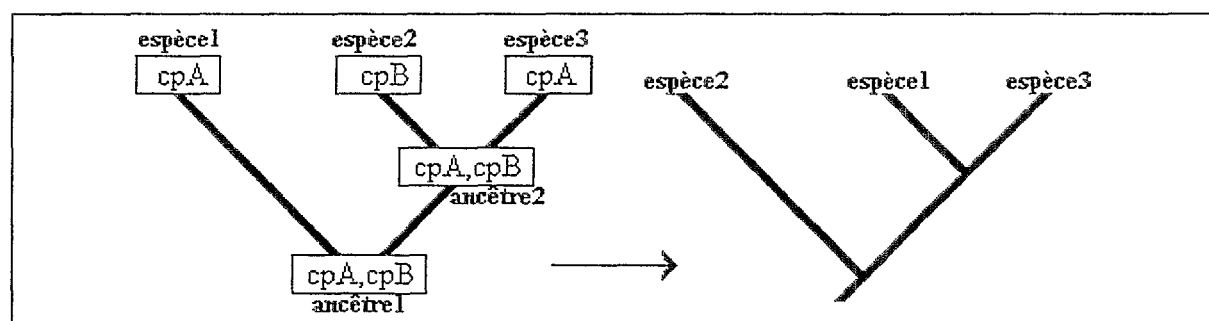 espèce1 espèce2 espèce3
cpA cpB cpA
espèce2 espèce1 espèce3
cpA,cpB
ancêtre2
cpA,cpB
ancêtre1